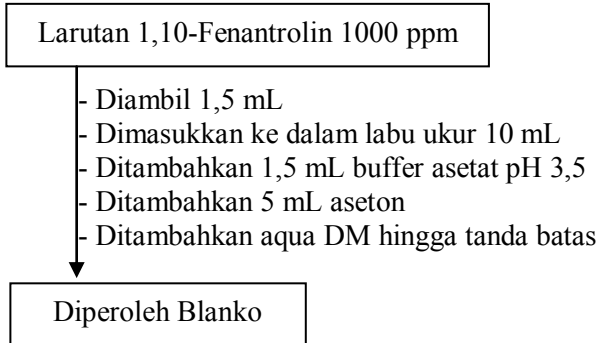 Larutan 1,10-Fenantrolin 1000 ppm
- Diambil 1,5 mL
- Dimasukkan ke dalam labu ukur 10 mL
- Ditambahkan 1,5 mL buffer asetat pH 3,5
- Ditambahkan 5 mL aseton
- Ditambahkan aqua DM hingga tanda batas
Diperoleh Blanko